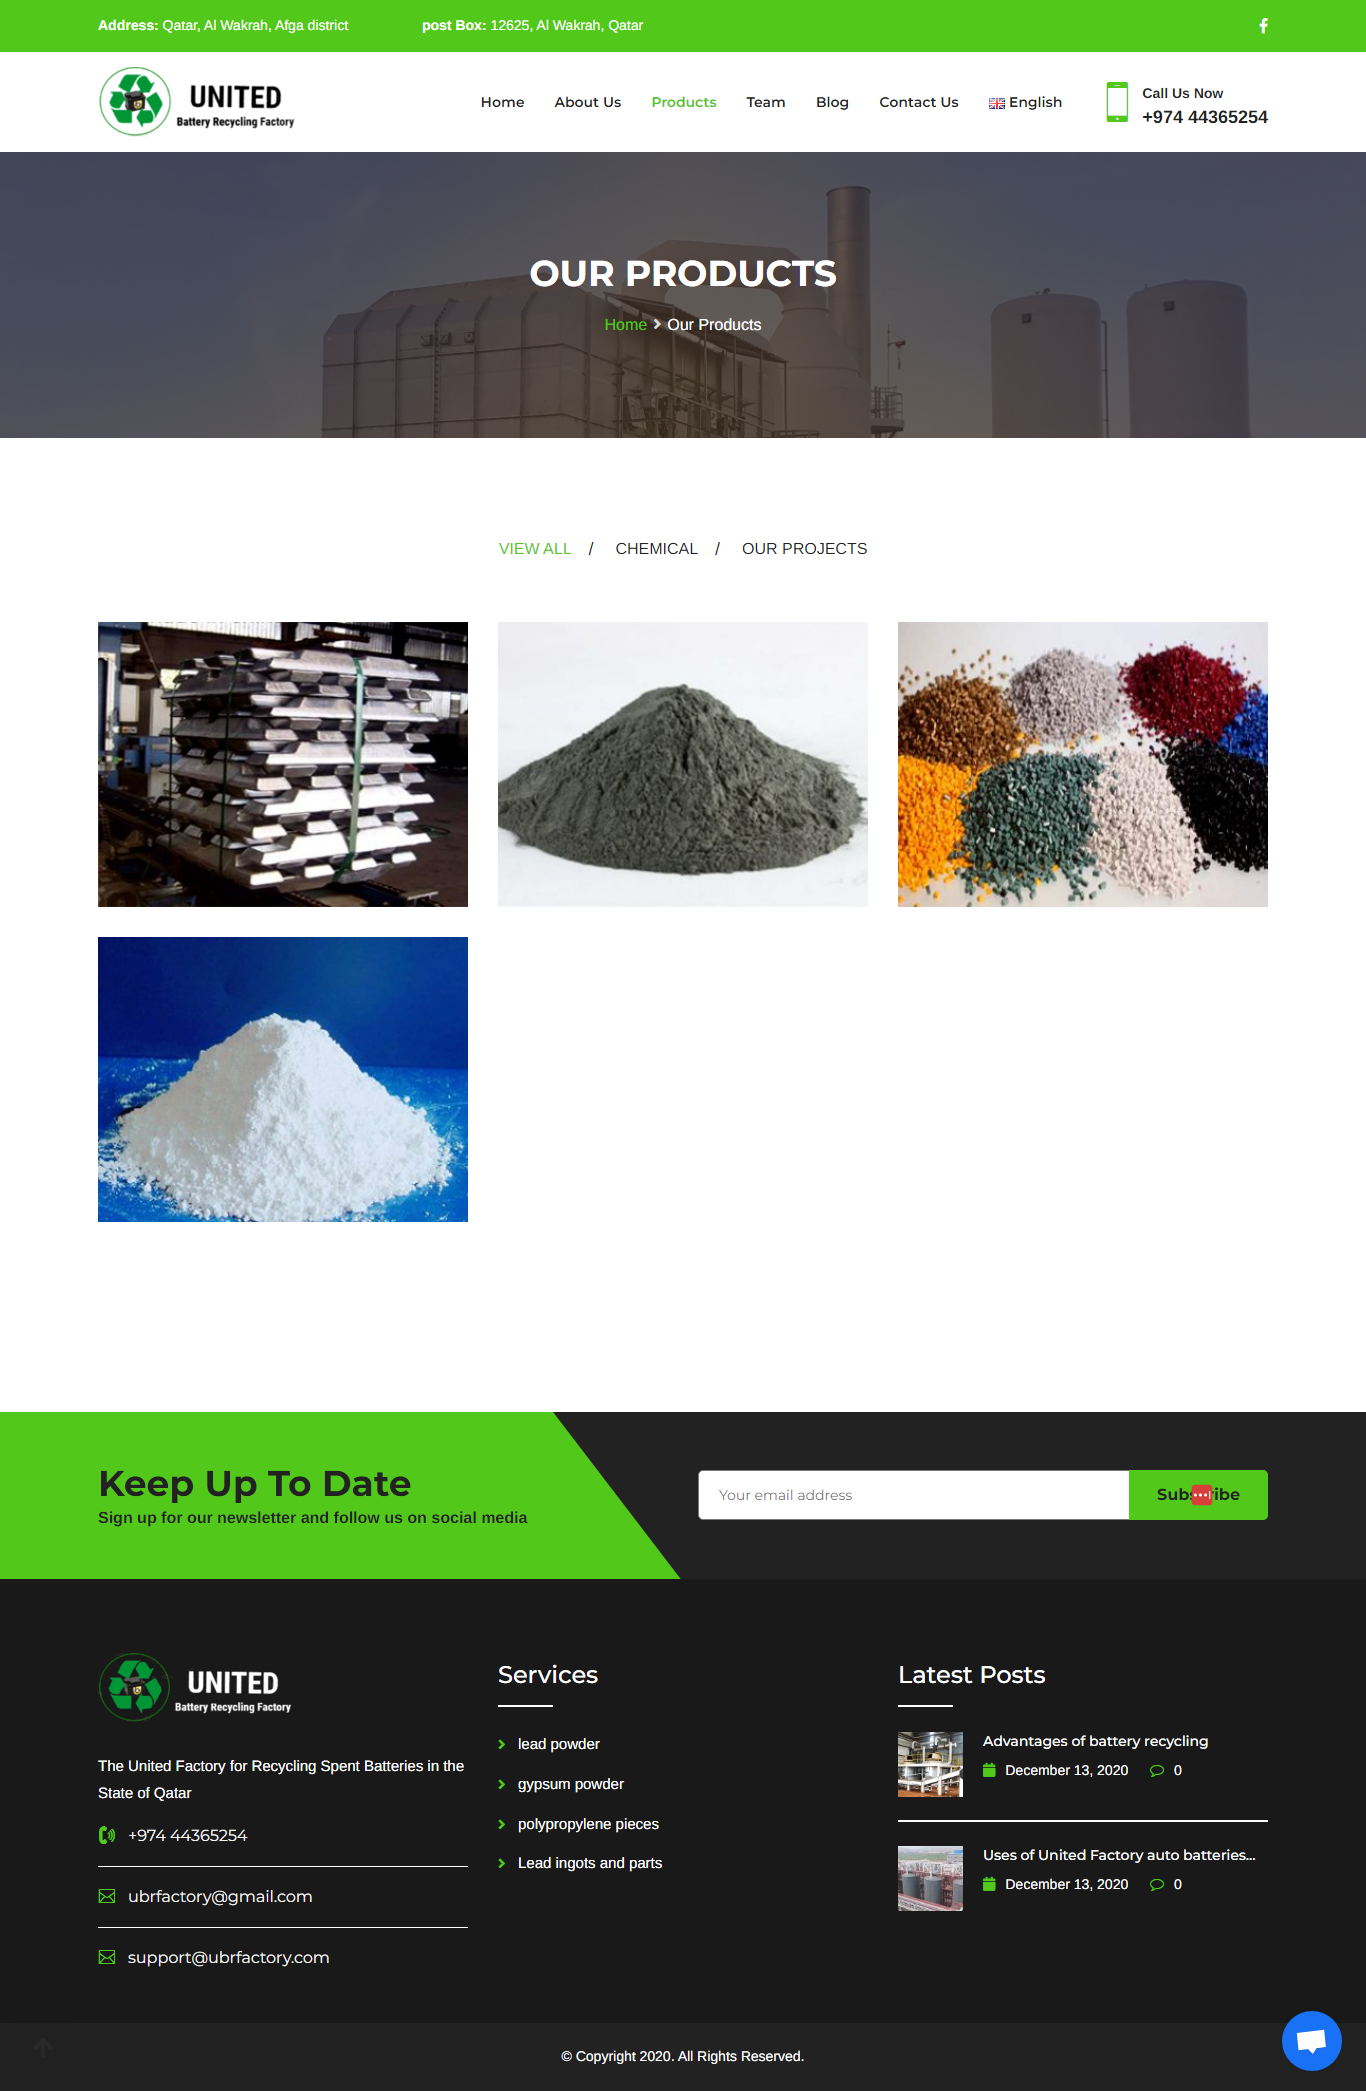 Address: Qatar, Al Wakrah, Afga district
post Box: 12625, Al Wakrah, Qatar
UNITED
Battery Recycling Factory
Home
About Us
Products
Team
Blog
Contact Us
English
Call Us Now
+974 44365254
OUR PRODUCTS
Home
Our Products
VIEW ALL / CHEMICAL / OUR PROJECTS
Keep Up To Date
Sign up for our newsletter and follow us on social media
Your email address
UNITED
Battery Recycling Factory
The United Factory for Recycling Spent Batteries in the
State of Qatar
+974 44365254
ubrfactory@gmail.com
support@ubrfactory.com
Services
lead powder
gypsum powder
polypropylene pieces
Lead ingots and parts
Latest Posts
Advantages of battery recycling
December 13, 2020 0
Uses of United Factory auto batteries...
December 13, 2020 0
© Copyright 2020. All Rights Reserved.